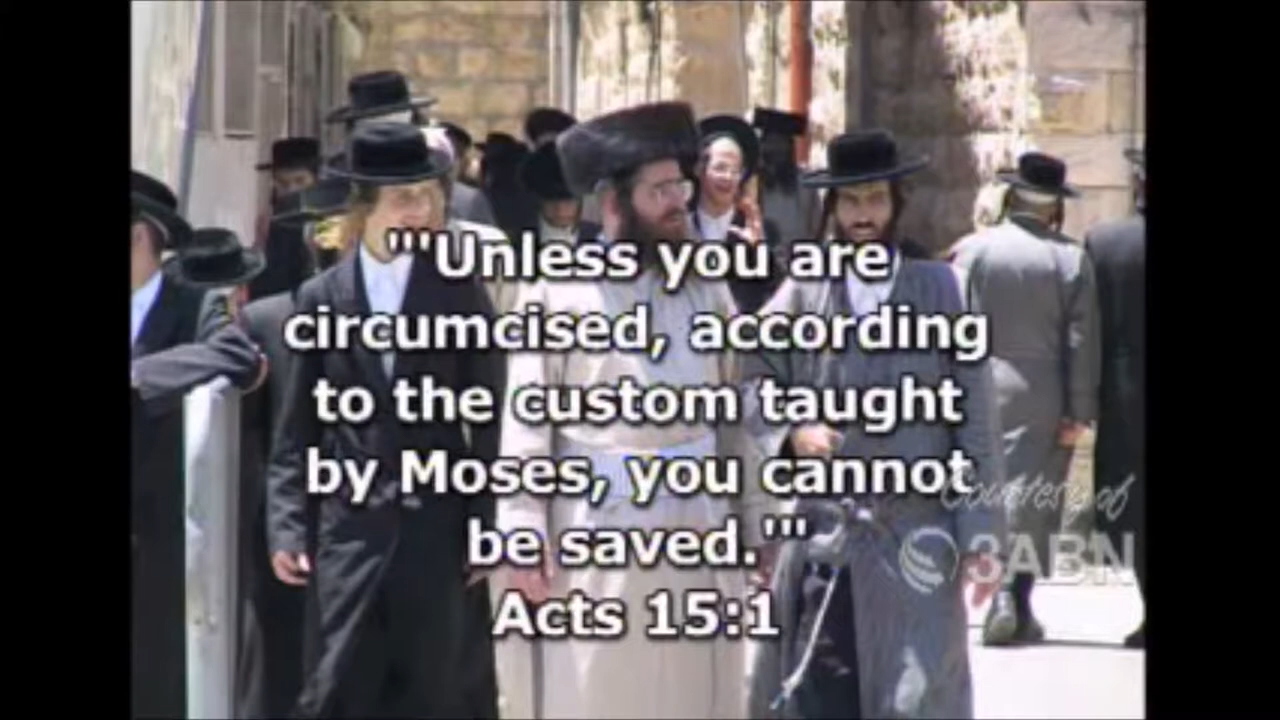 "'Unless you are
circumcised, according
to the custom taught
by Moses, you cannot
be saved.'"
Acts 15:1
Courtesy of
3ABN